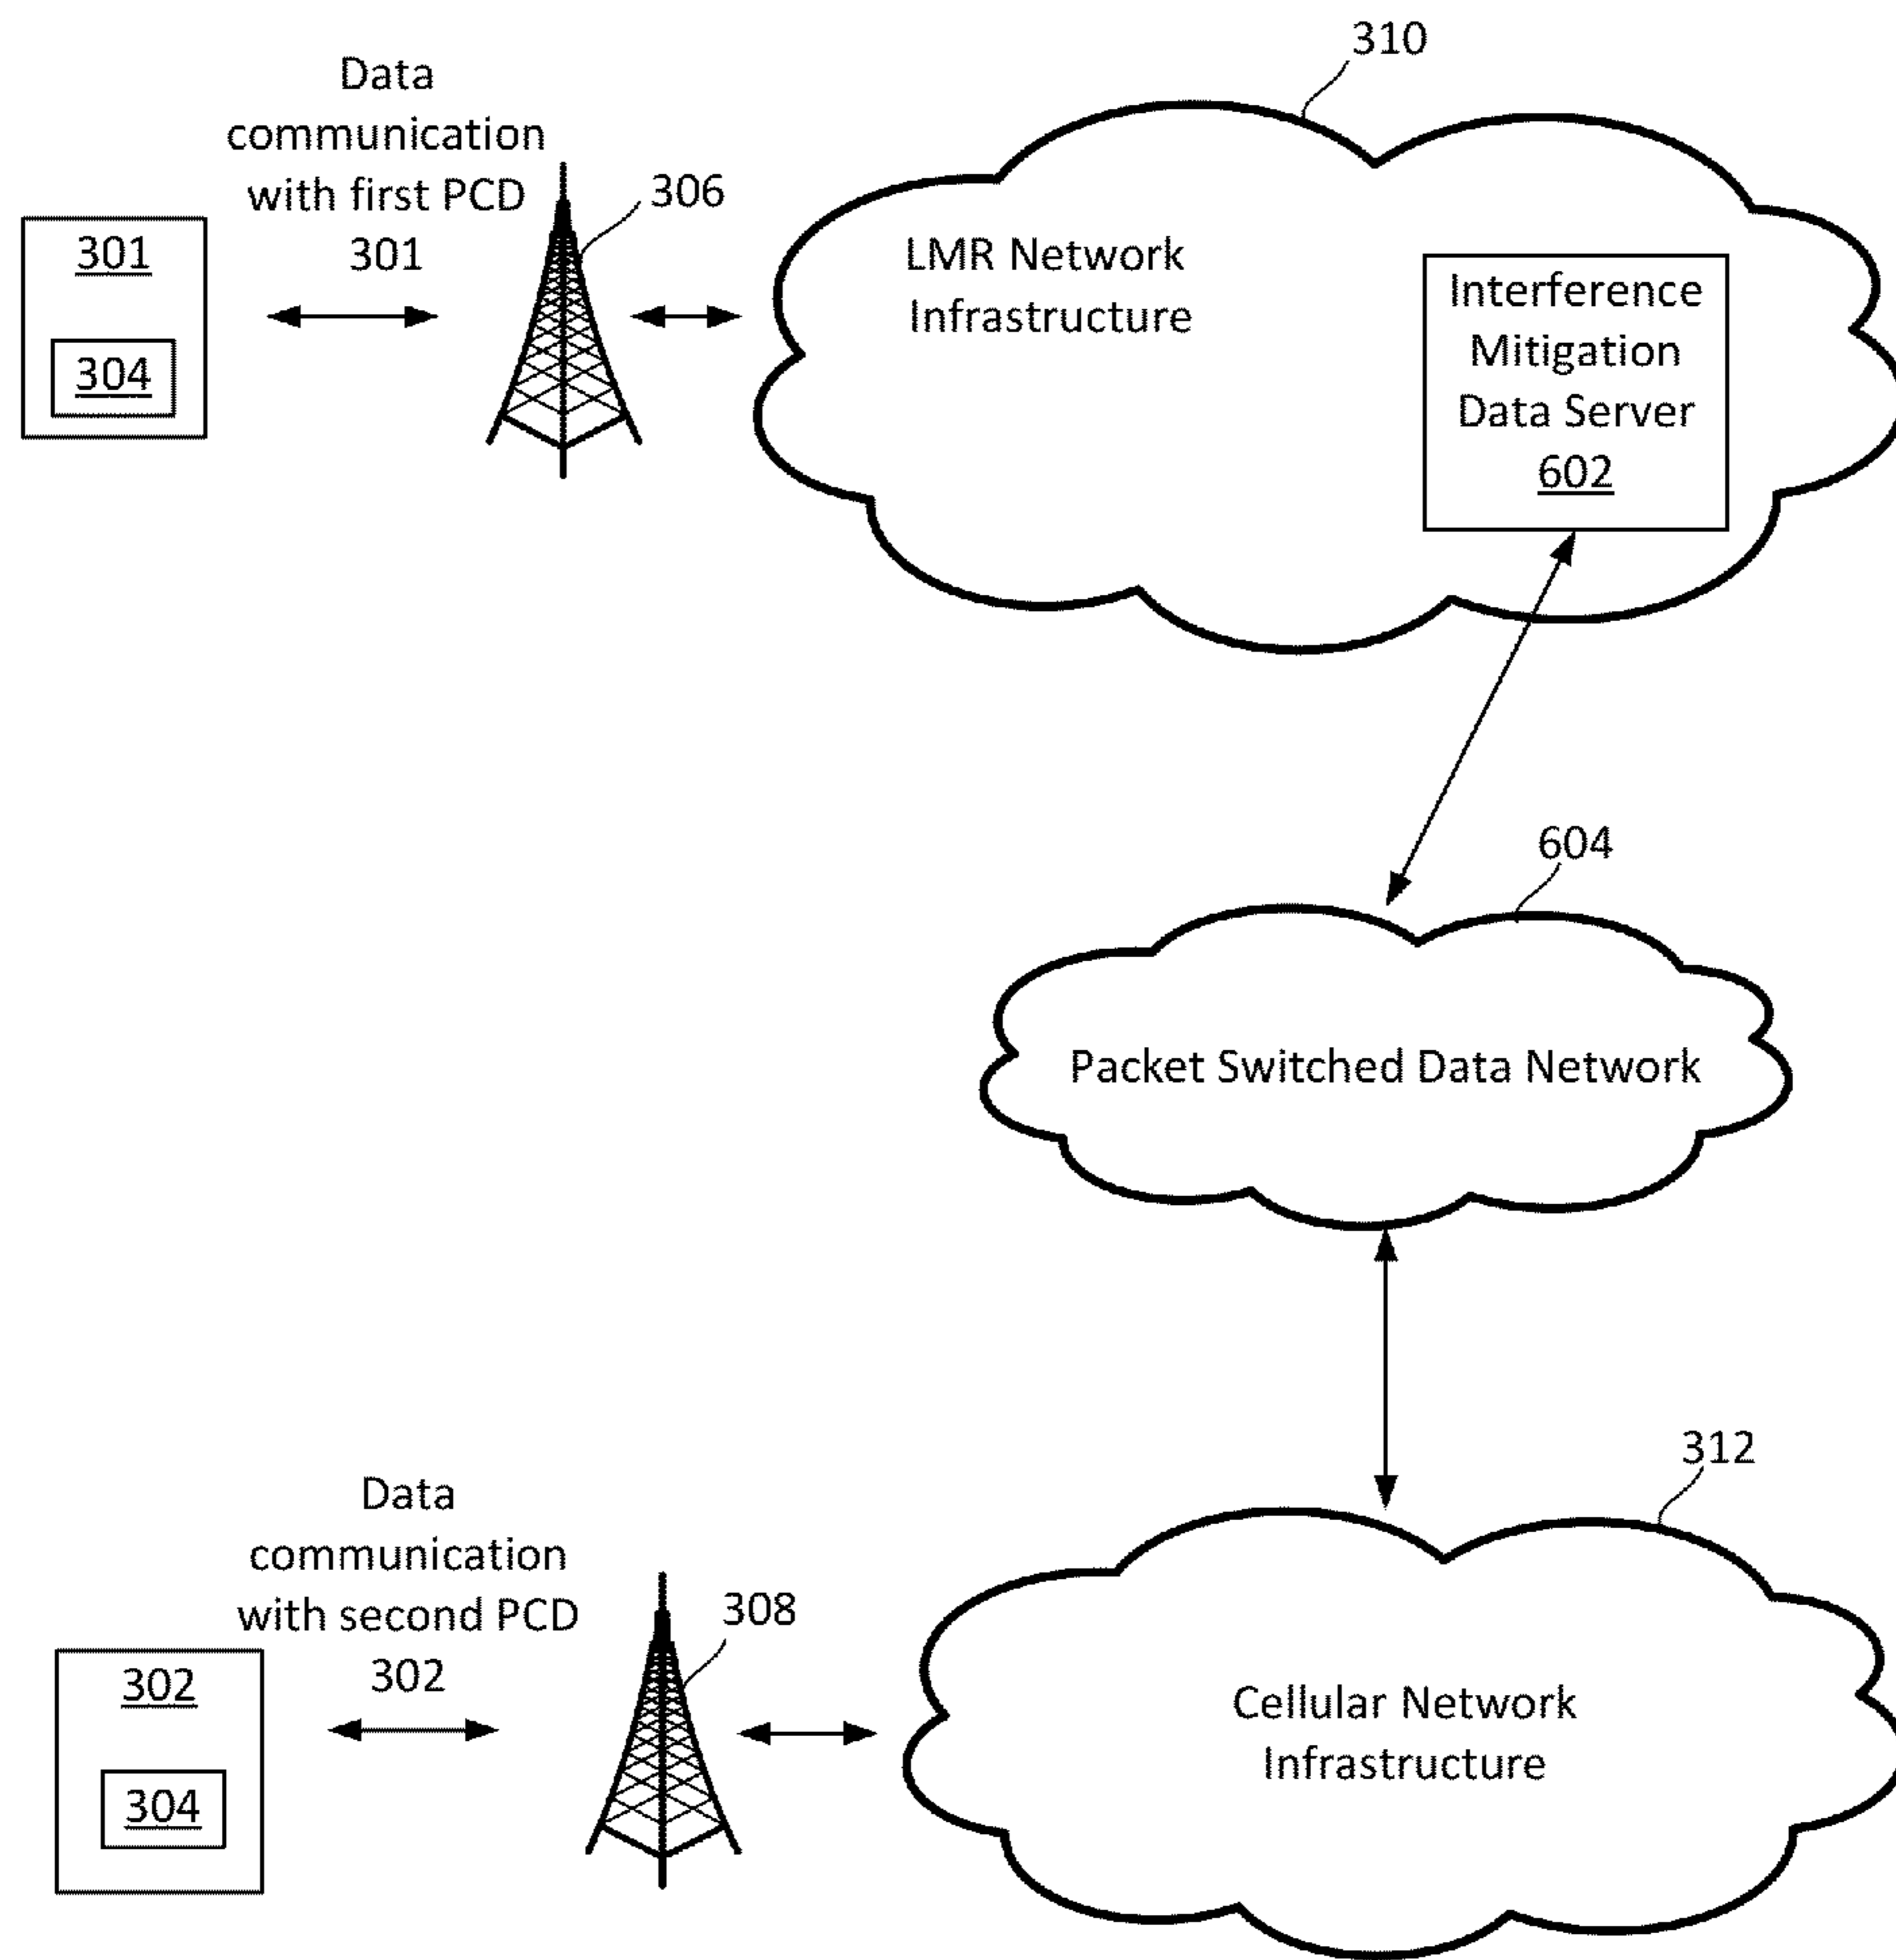 310
Data
communication
with first PCD
301
306
301
304
LMR Network
Infrastructure
Interference
Mitigation
Data Server
602
604
Packet Switched Data Network
312
Data
communication
with second PCD
302
308
302
304
Cellular Network
Infrastructure